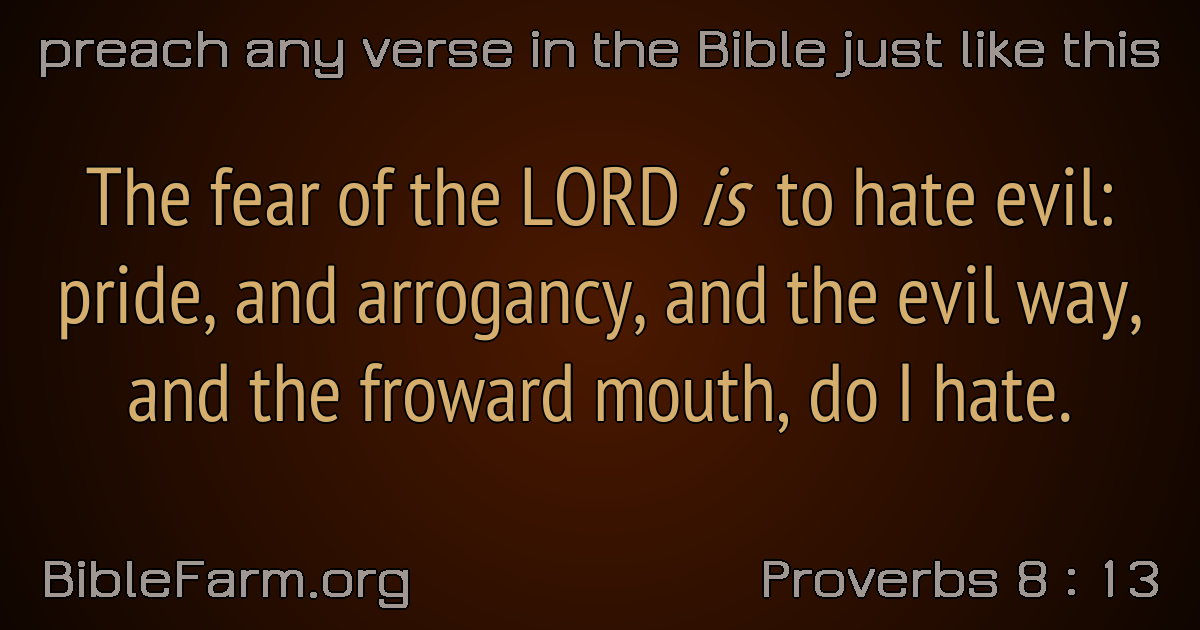 preach any verse in the Bible just like this
The fear of the LORD is to hate evil:
pride, and arrogancy, and the evil way,
and the froward mouth, do I hate.
BibleFarm.org
Proverbs 8 : 13